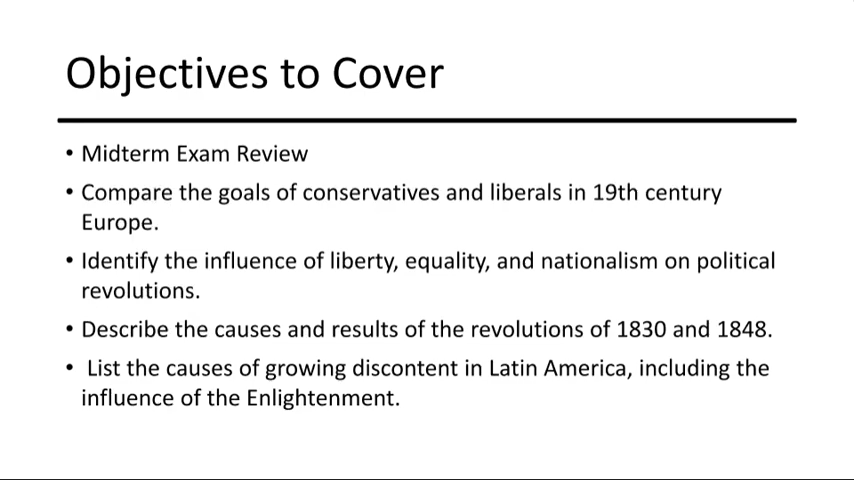 Objectives to Cover
• Midterm Exam Review
• Compare the goals of conservatives and liberals in 19th century
Europe.
• Identify the influence of liberty, equality, and nationalism on political
revolutions.
• Describe the causes and results of the revolutions of 1830 and 1848.
• List the causes of growing discontent in Latin America, including the
influence of the Enlightenment.